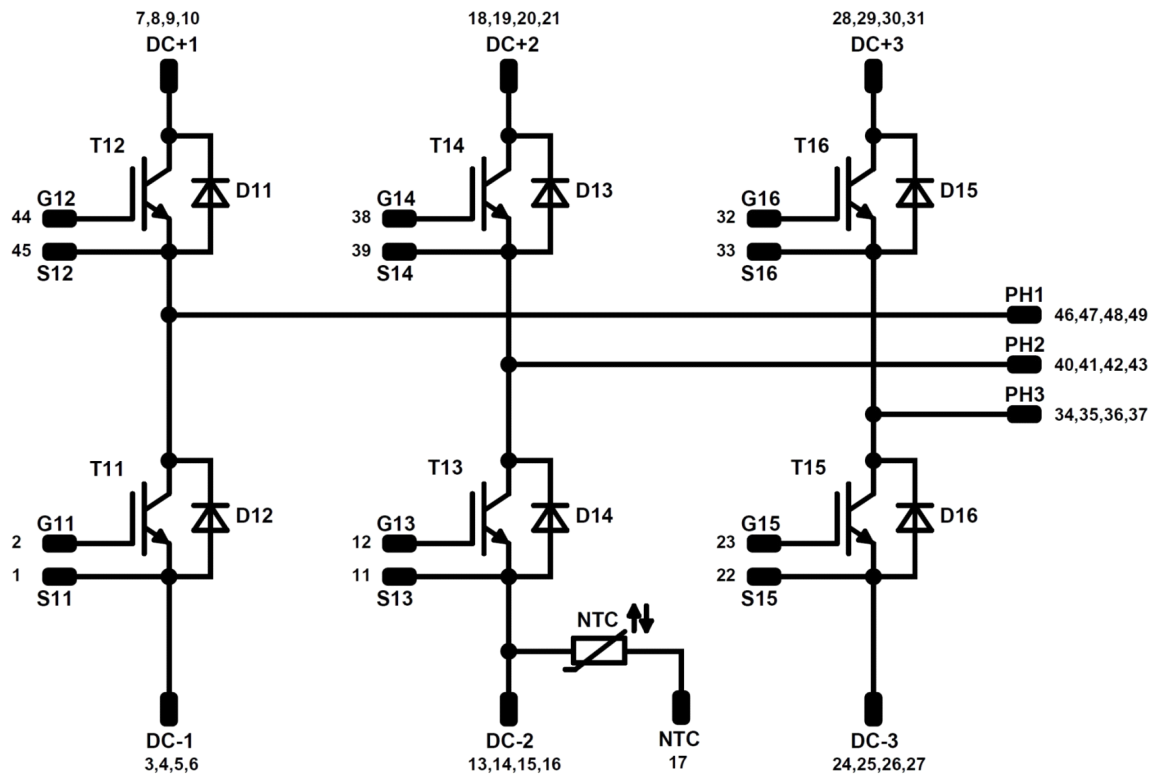 7,8,9,10
DC+1
18,19,20,21
DC+2
28,29,30,31
DC+3
T12
D11
G12
44
45
S12
T14
D13
G14
38
39
S14
T16
D15
G16
32
33
S16
PH1
46,47,48,49
PH2
40,41,42,43
PH3
34,35,36,37
T11
D12
G11
2
1
S11
T13
D14
G13
12
11
S13
T15
D16
G15
23
22
S15
NTC
DC-1
3,4,5,6
DC-2
13,14,15,16
NTC
17
DC-3
24,25,26,27